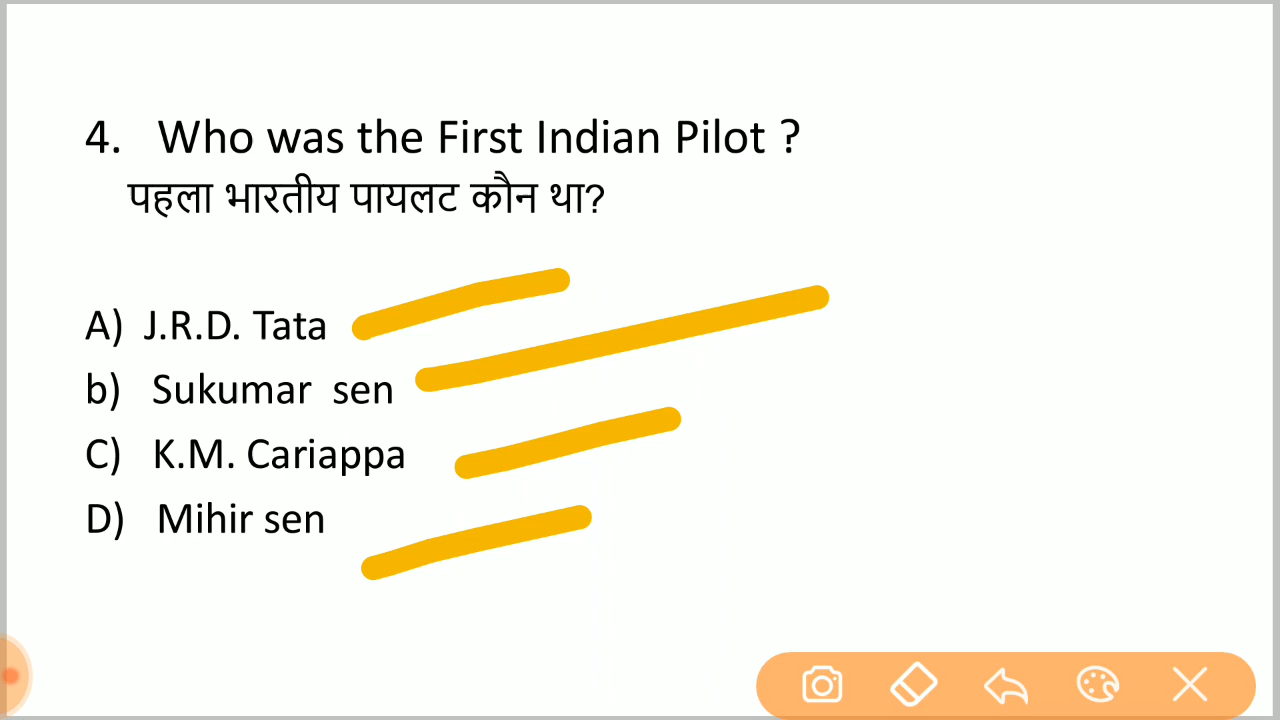 4. Who was the First Indian Pilot ?
पहला भारतीय पायलट कौन था?
A) J.R.D. Tata
b) Sukumar sen
C) K.M. Cariappa
D) Mihir sen